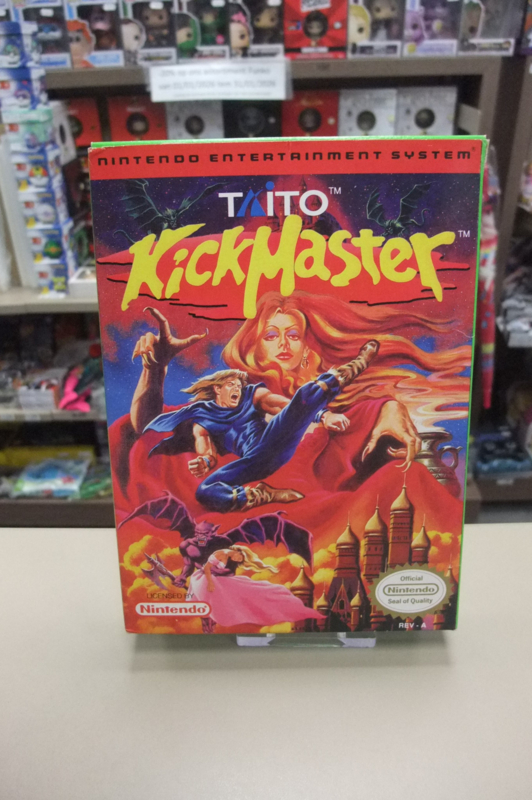 NINTENDO ENTERTAINMENT SYSTEM®
TAITO™
KickMaster™
LICENSED BY
Nintendo®
Official
Nintendo
Seal of Quality
REV-A